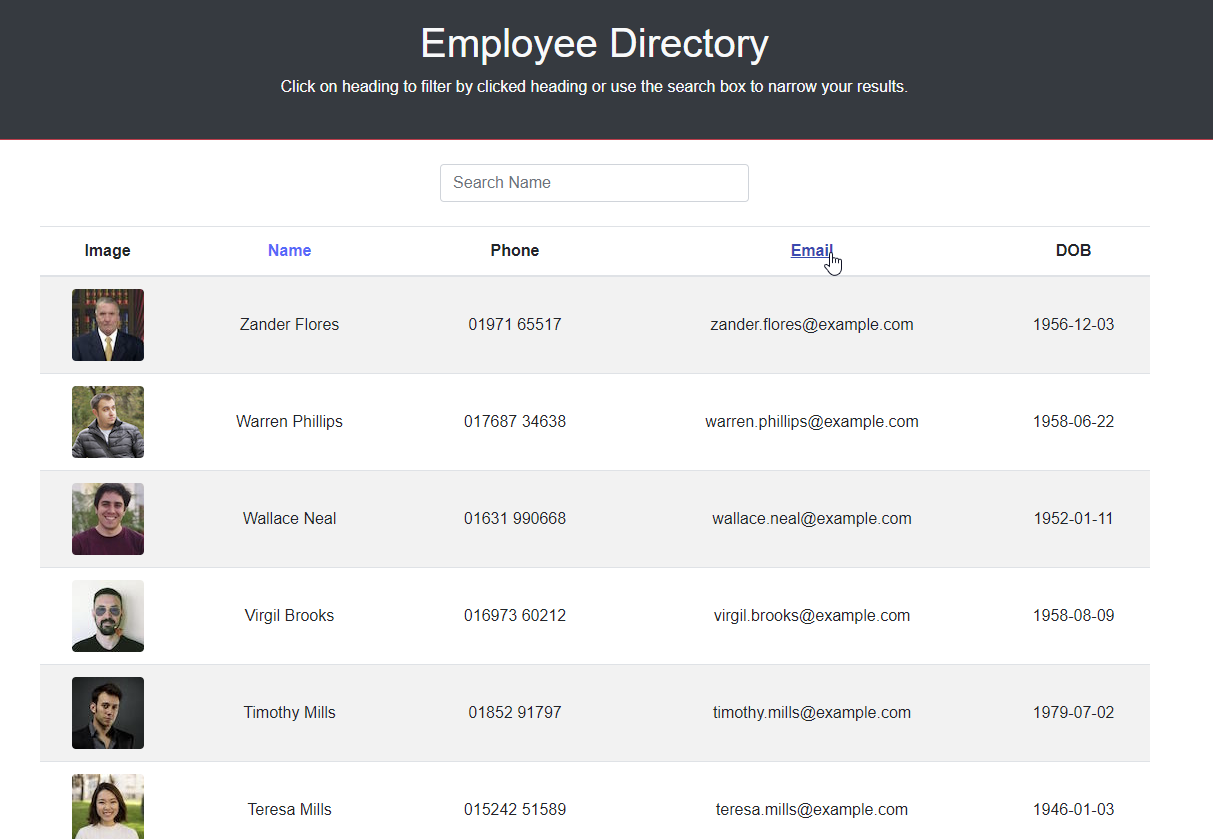 Employee Directory
Click on heading to filter by clicked heading or use the search box to narrow your results.
Search Name
Image Name Phone Email DOB
Zander Flores 01971 65517 zander.flores@example.com 1956-12-03
Warren Phillips 017687 34638 warren.phillips@example.com 1958-06-22
Wallace Neal 01631 990668 wallace.neal@example.com 1952-01-11
Virgil Brooks 016973 60212 virgil.brooks@example.com 1958-08-09
Timothy Mills 01852 91797 timothy.mills@example.com 1979-07-02
Teresa Mills 015242 51589 teresa.mills@example.com 1946-01-03